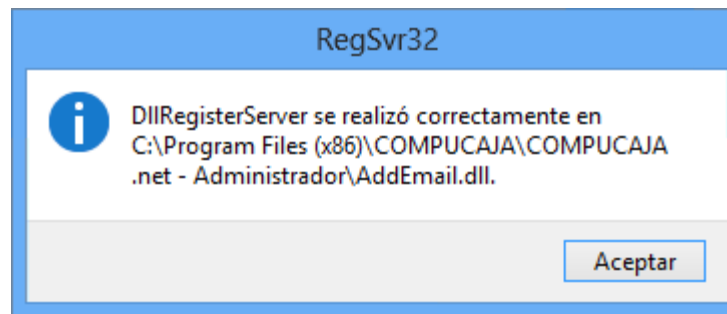 RegSvr32
DllRegisterServer se realizó correctamente en
C:\Program Files (x86)\COMPUCAJA\COMPUCAJA
.net - Administrador\AddEmail.dll.
Aceptar